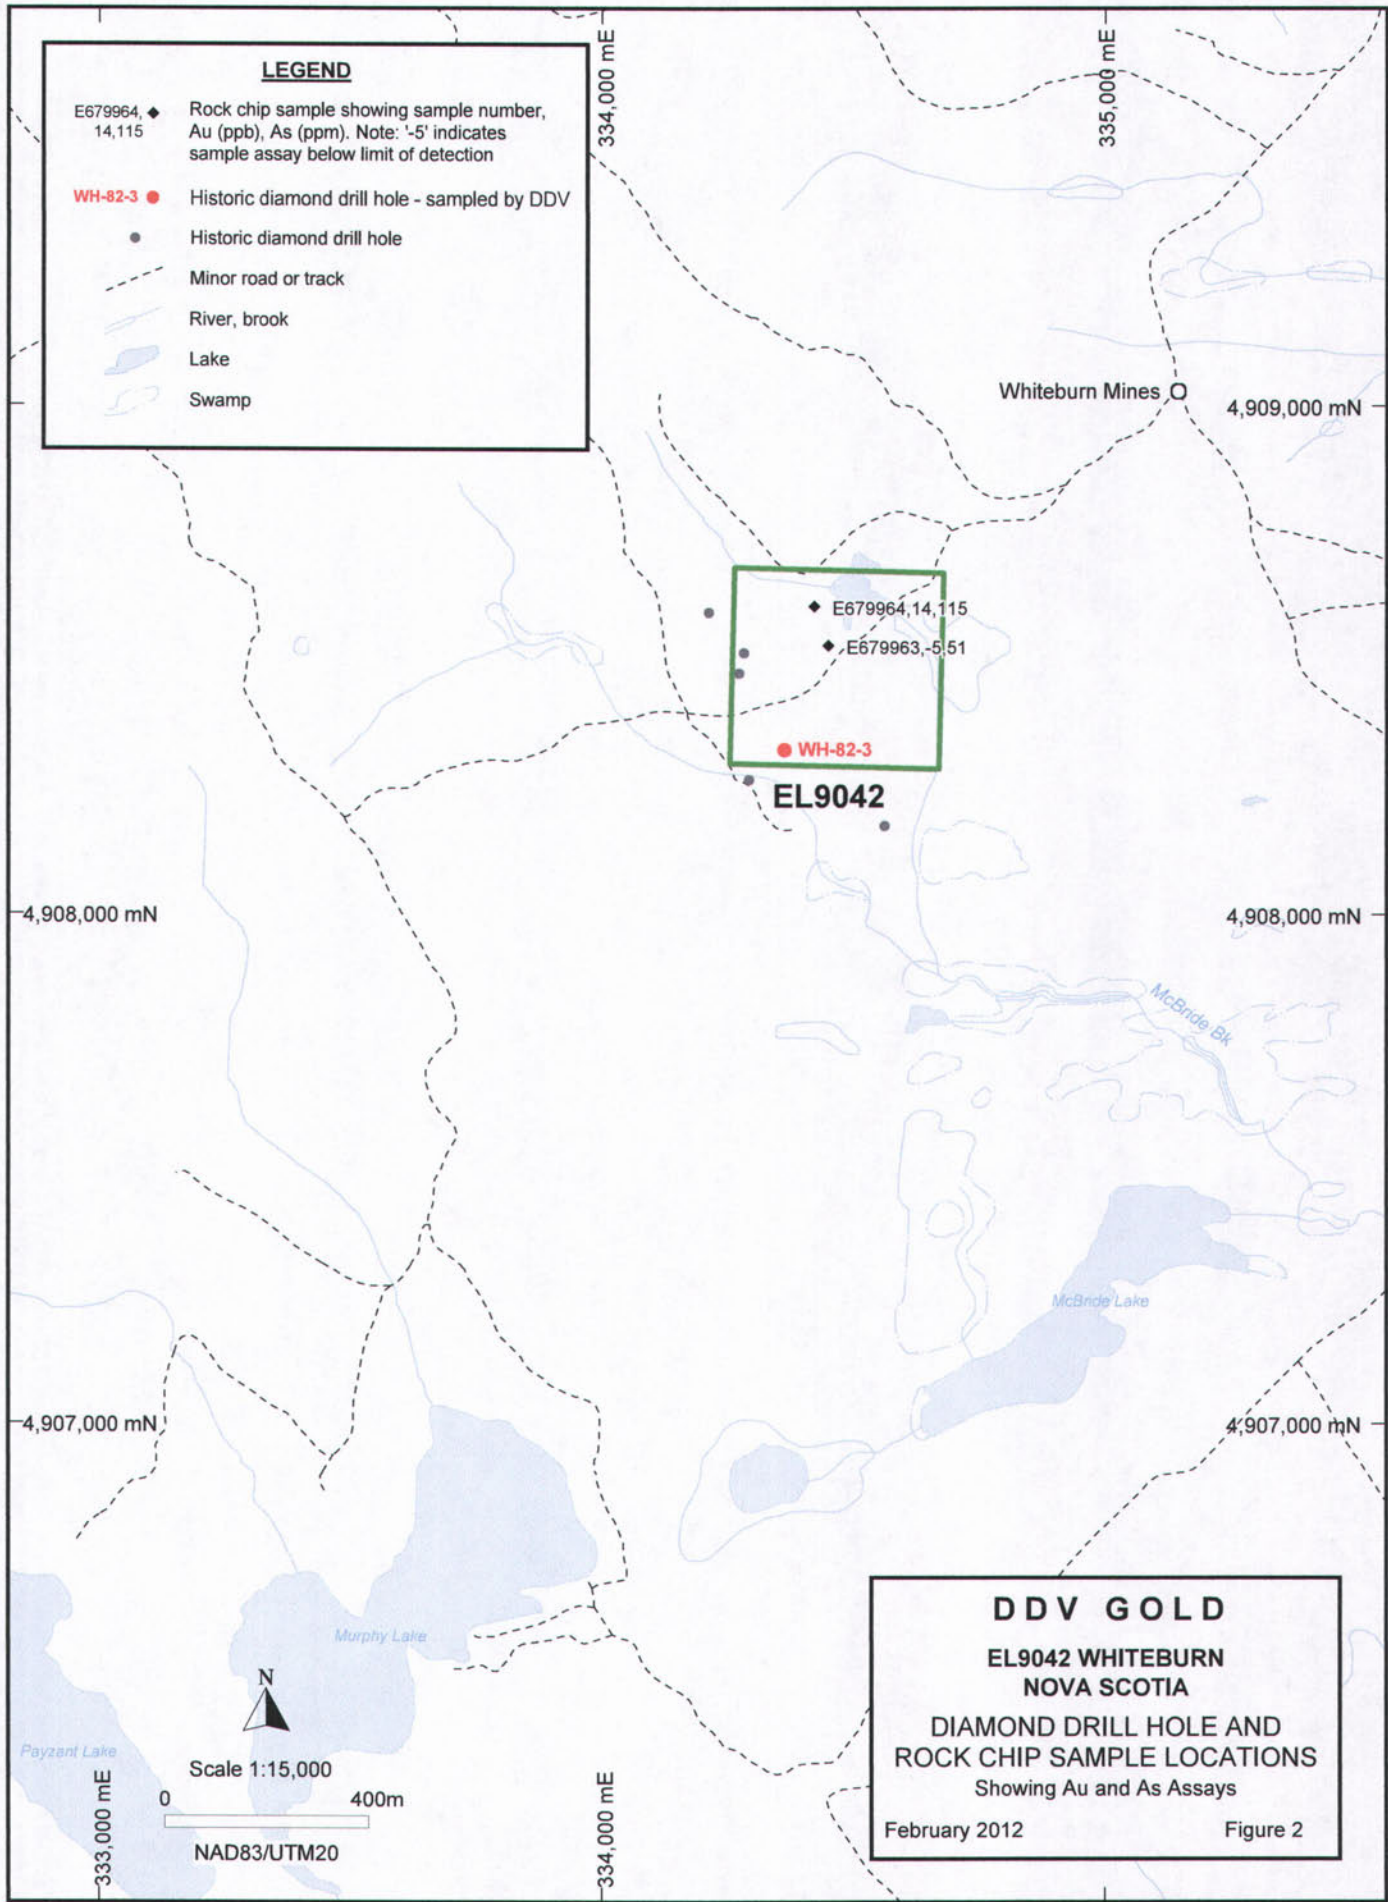 334,000 mE
335,000 mE
LEGEND
E679964,
14,115
Rock chip sample showing sample number,
Au (ppb), As (ppm). Note: '-5' indicates
sample assay below limit of detection
WH-82-3
Historic diamond drill hole - sampled by DDV
Historic diamond drill hole
Minor road or track
River, brook
Lake
Swamp
Whiteburn Mines
4,909,000 mN
E679964,14,115
E679963,-5,51
WH-82-3
EL9042
4,908,000 mN
4,908,000 mN
McBride Bk
McBride Lake
4,907,000 mN
4,907,000 mN
Murphy Lake
Payzant Lake
N
Scale 1:15,000
0 400m
NAD83/UTM20
333,000 mE
334,000 mE
DDV GOLD
EL9042 WHITEBURN
NOVA SCOTIA
DIAMOND DRILL HOLE AND
ROCK CHIP SAMPLE LOCATIONS
Showing Au and As Assays
February 2012 Figure 2